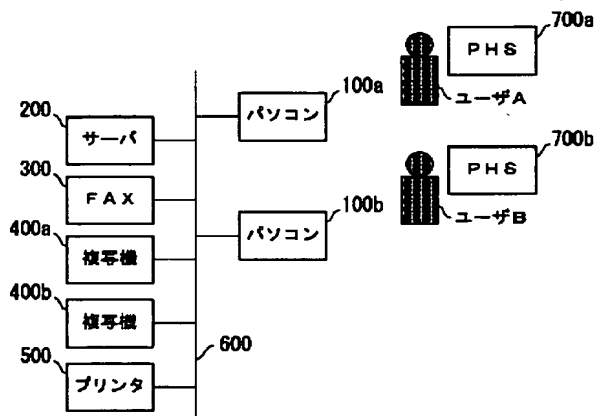 700a
PHS
ユーザA
100a
パソコン
200
サーバ
300
FAX
400a
複写機
400b
複写機
500
プリンタ
600
100b
パソコン
700b
PHS
ユーザB